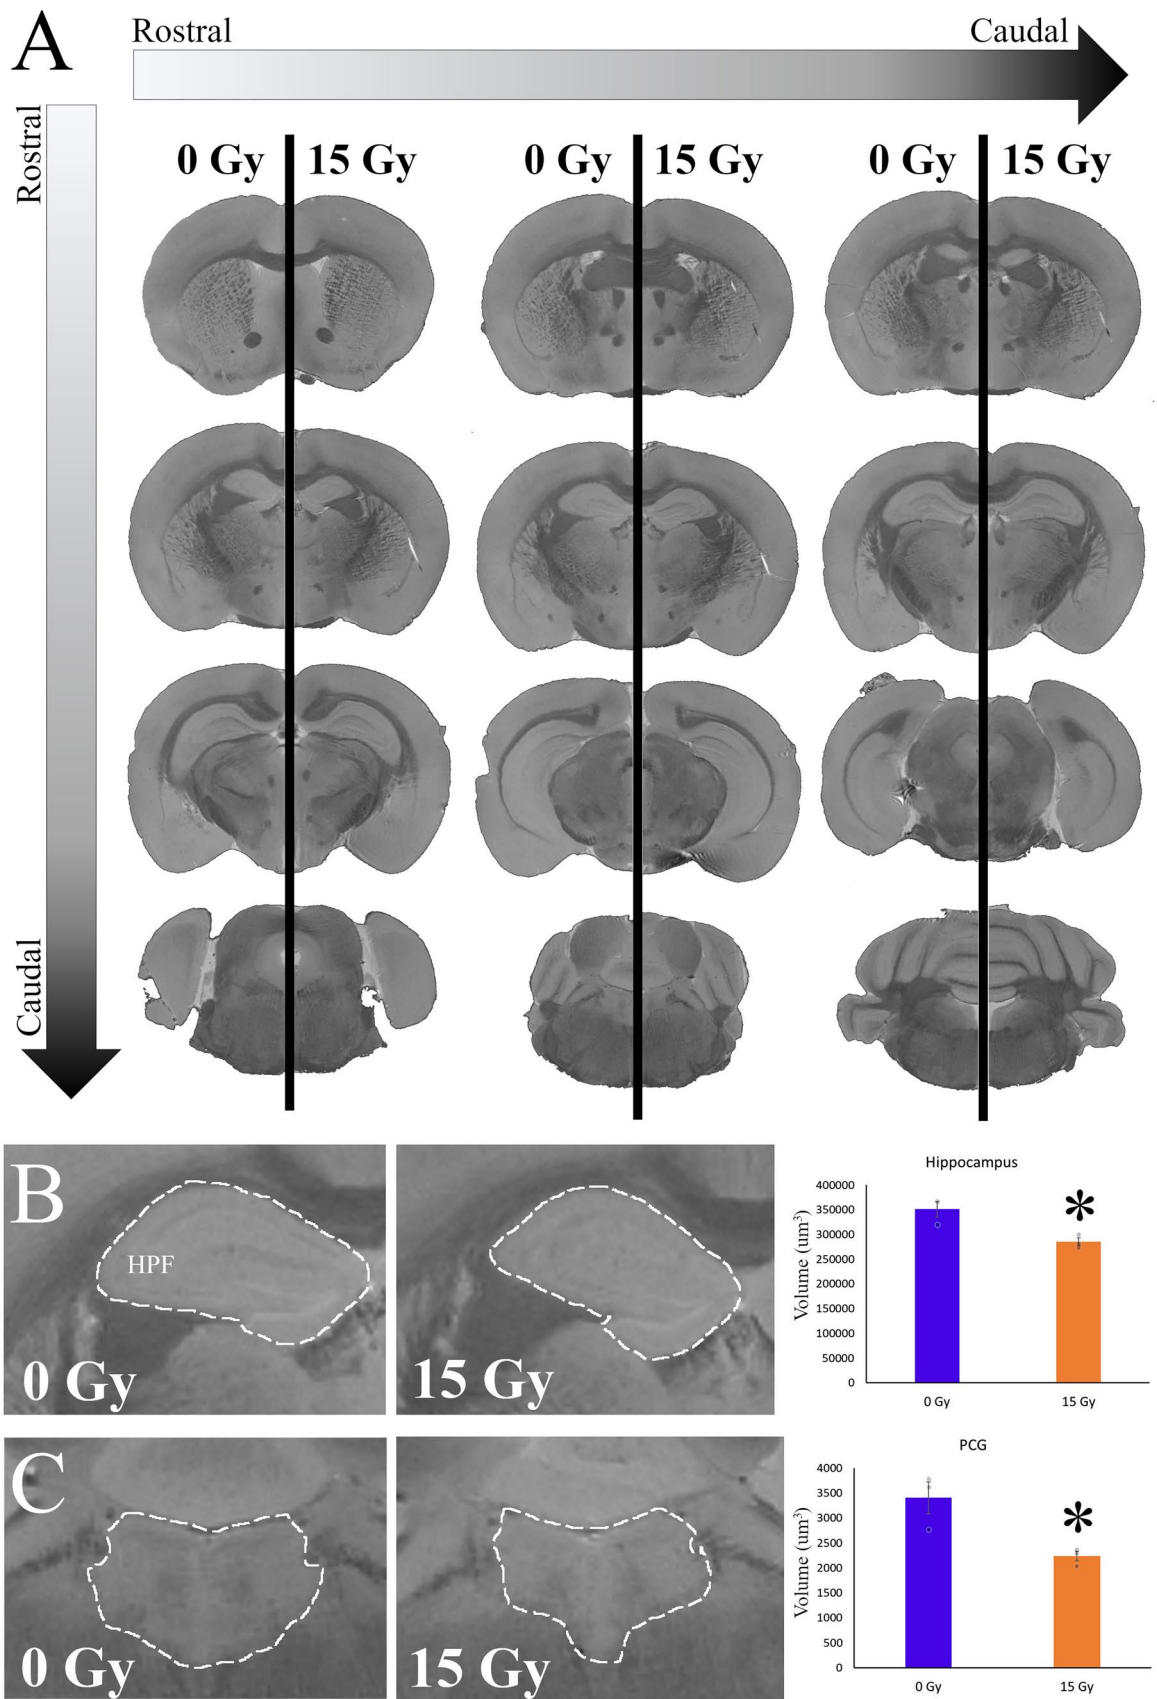 A
Rostral
Caudal
Rostral
Caudal
0 Gy
15 Gy
0 Gy
15 Gy
0 Gy
15 Gy
B
HPF
0 Gy
15 Gy
Hippocampus
Volume (um³)
400000
350000
300000
250000
200000
150000
100000
50000
0
*
0 Gy
15 Gy
C
0 Gy
15 Gy
PCG
Volume (um³)
4000
3500
3000
2500
2000
1500
1000
500
0
*
0 Gy
15 Gy